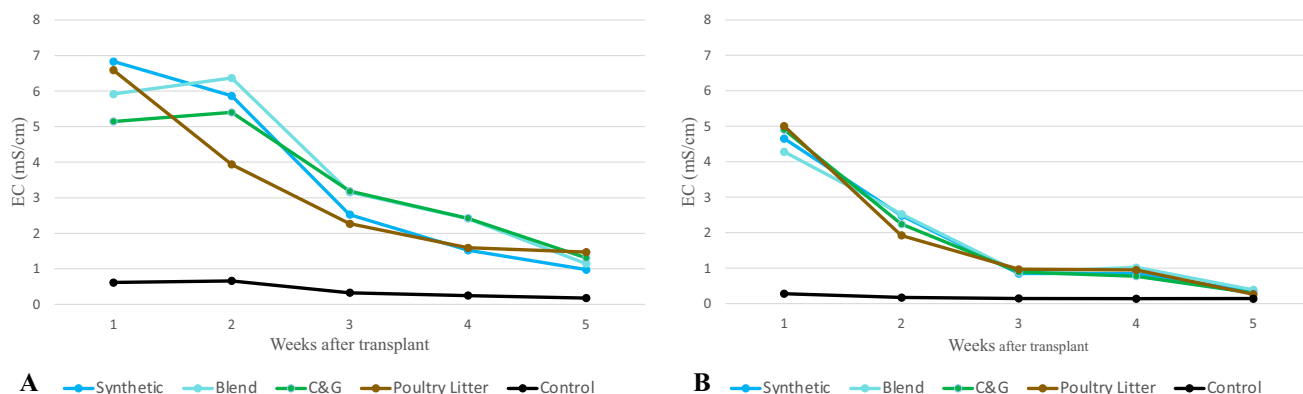 8
7
6
5
4
3
2
1
0
EC (mS/cm)
1 2 3 4 5
Weeks after transplant
A Synthetic Blend C&G Poultry Litter Control
8
7
6
5
4
3
2
1
0
EC (mS/cm)
1 2 3 4 5
Weeks after transplant
B Synthetic Blend C&G Poultry Litter Control